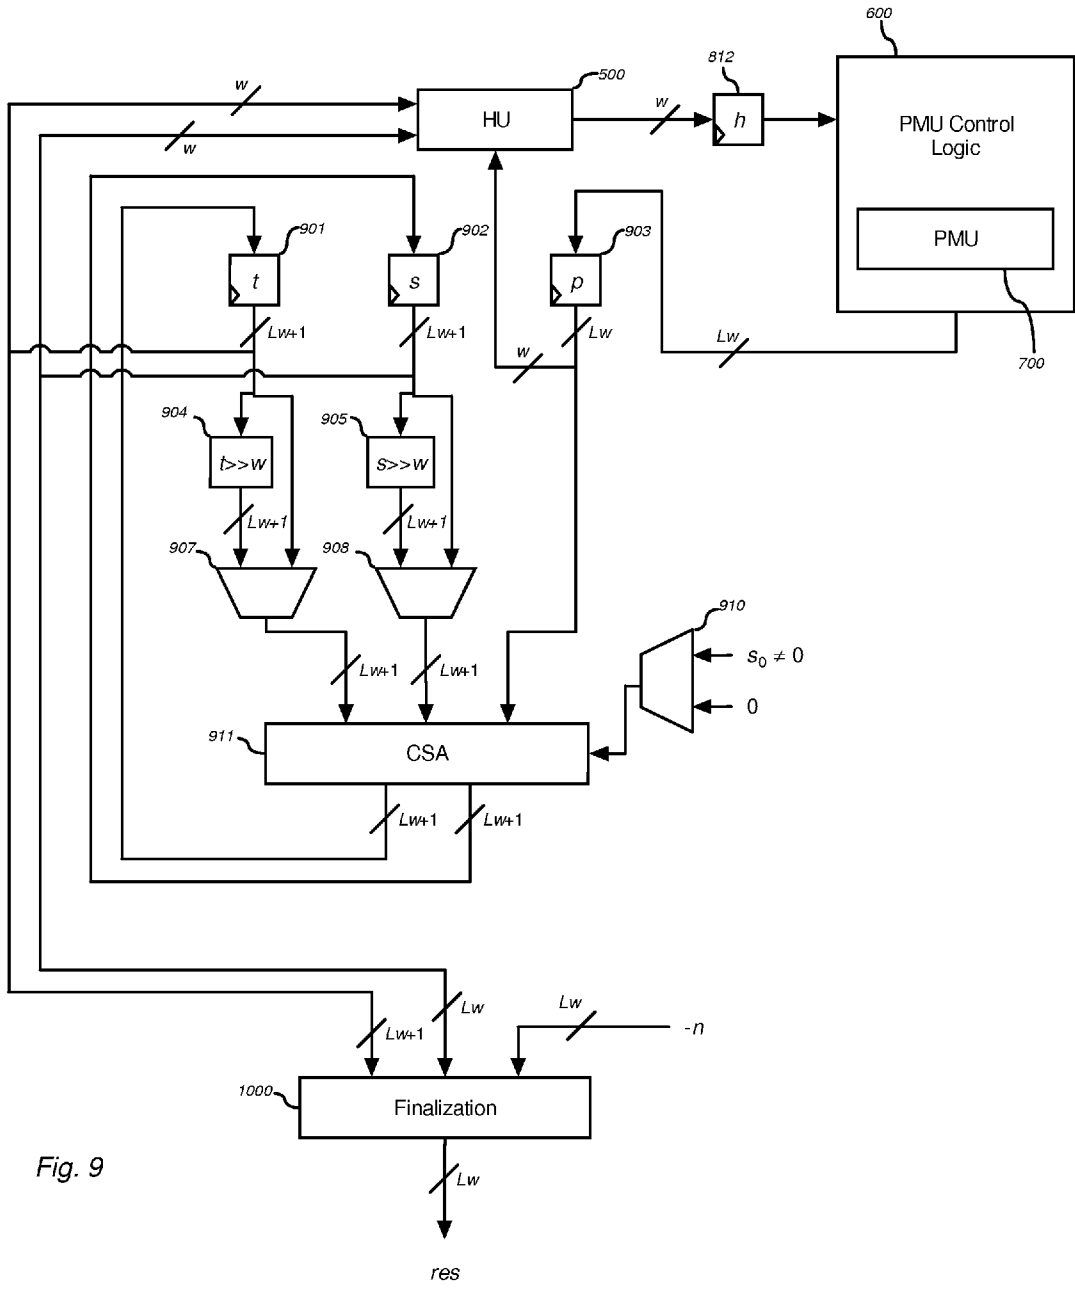 600
812
500
w
w
HU
w
h
PMU Control
Logic
w
PMU
901
902
903
t
s
p
Lw+1
Lw+1
Lw
w
Lw
700
904
905
t>>w
s>>w
Lw+1
Lw+1
907
908
910
s0 ≠ 0
Lw+1
Lw+1
0
911
CSA
Lw+1
Lw+1
Lw
Lw
Lw+1
-n
1000
Finalization
Fig. 9
Lw
res